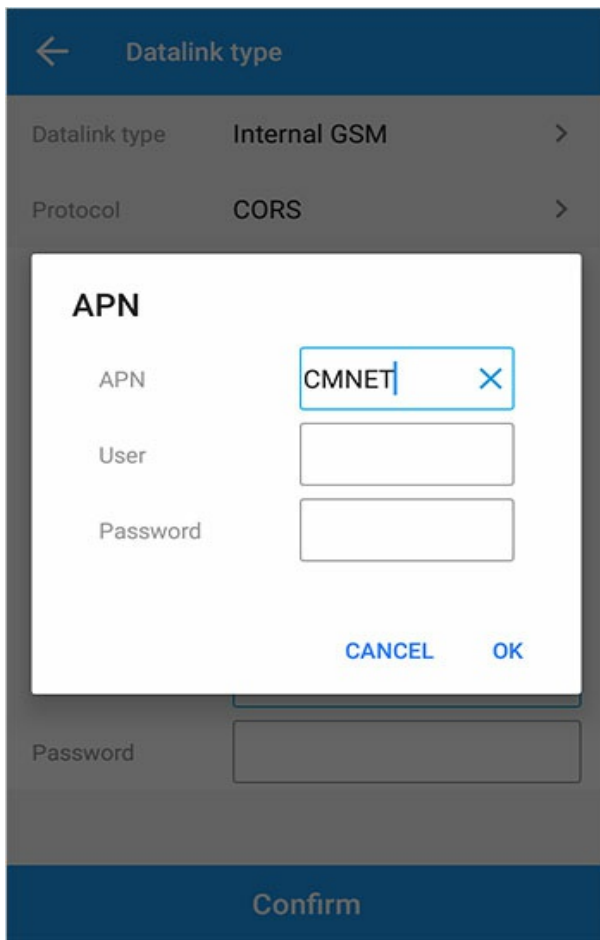 Datalink type
Datalink type Internal GSM
Protocol CORS
APN
APN CMNET
User
Password
CANCEL OK
Password
Confirm